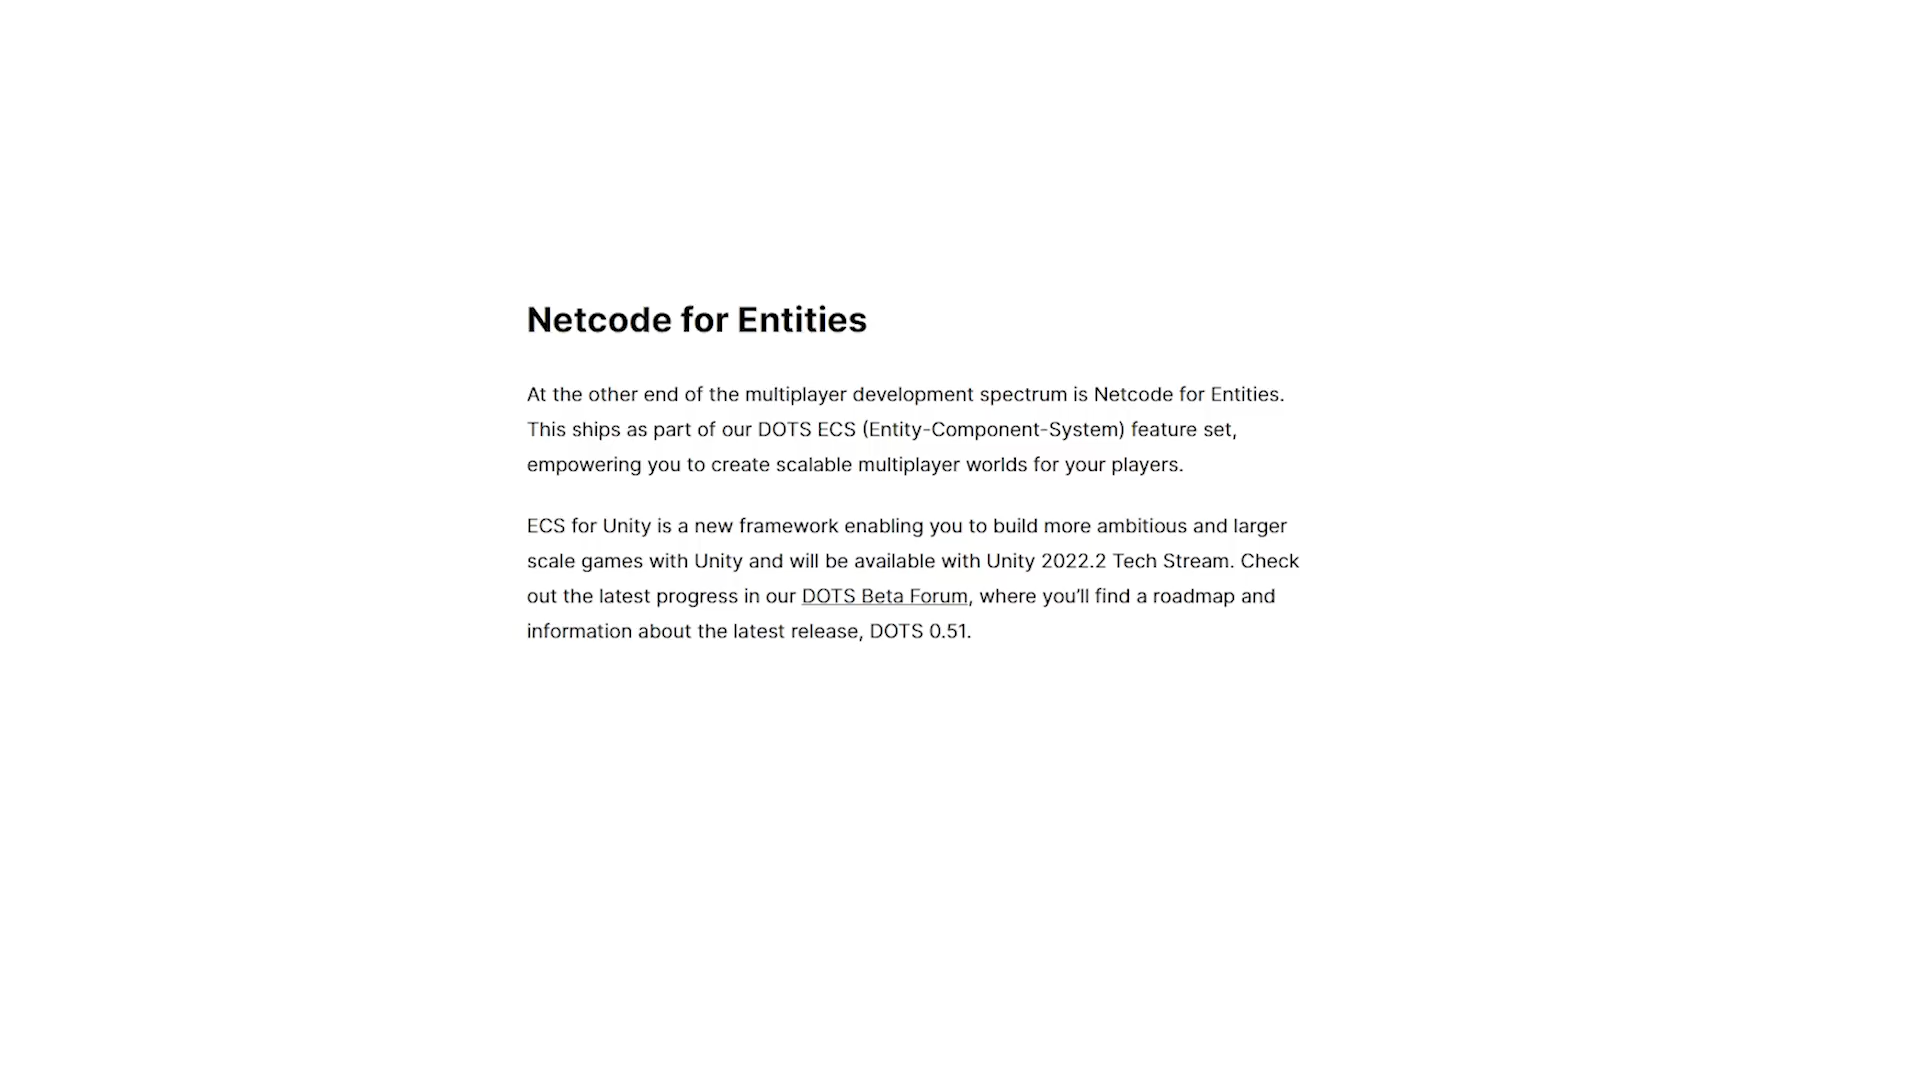 Netcode for Entities
At the other end of the multiplayer development spectrum is Netcode for Entities.
This ships as part of our DOTS ECS (Entity-Component-System) feature set,
empowering you to create scalable multiplayer worlds for your players.
ECS for Unity is a new framework enabling you to build more ambitious and larger
scale games with Unity and will be available with Unity 2022.2 Tech Stream. Check
out the latest progress in our DOTS Beta Forum, where you’ll find a roadmap and
information about the latest release, DOTS 0.51.